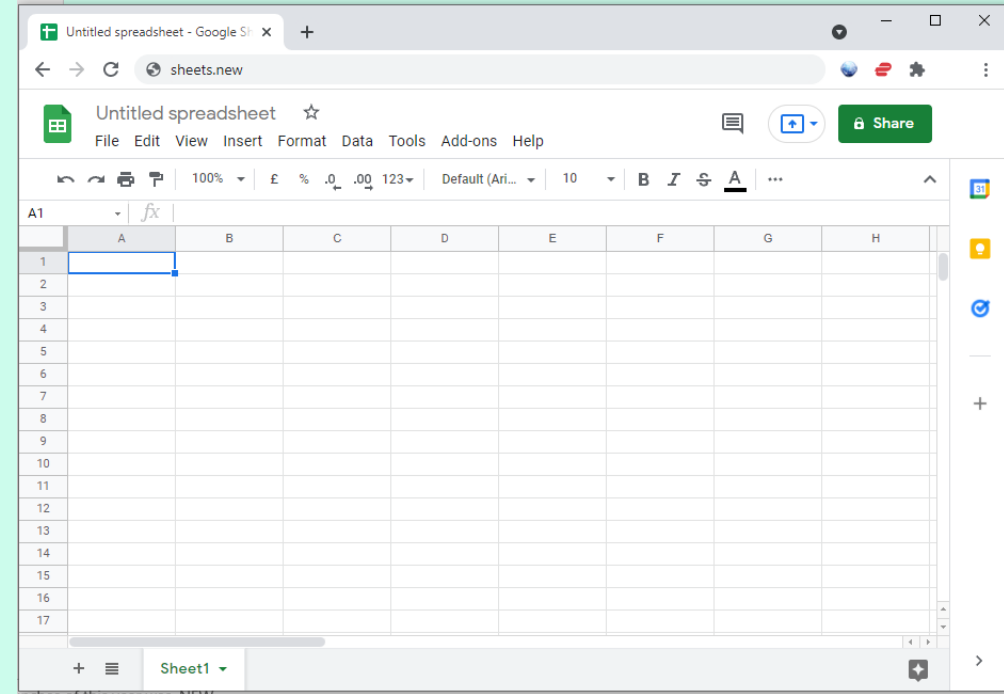 Untitled spreadsheet - Google Sh
sheets.new
Untitled spreadsheet
File Edit View Insert Format Data Tools Add-ons Help
Share
100% £ % .0 .00 123 Default (Ari... 10 B I S A
A1 fx
A B C D E F G H
1
2
3
4
5
6
7
8
9
10
11
12
13
14
15
16
17
Sheet1
31